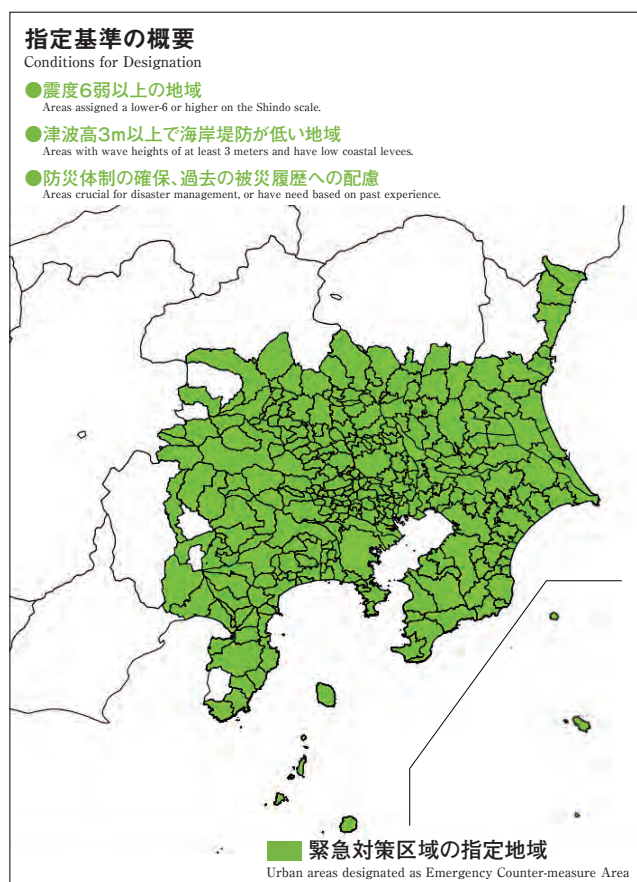 指定基準の概要
Conditions for Designation
●震度6弱以上の地域
Areas assigned a lower-6 or higher on the Shindo scale.
●津波高3m以上で海岸堤防が低い地域
Areas with wave heights of at least 3 meters and have low coastal levees.
●防災体制の確保、過去の被災履歴への配慮
Areas crucial for disaster management, or have need based on past experience.
緊急対策区域の指定地域
Urban areas designated as Emergency Counter-measure Area